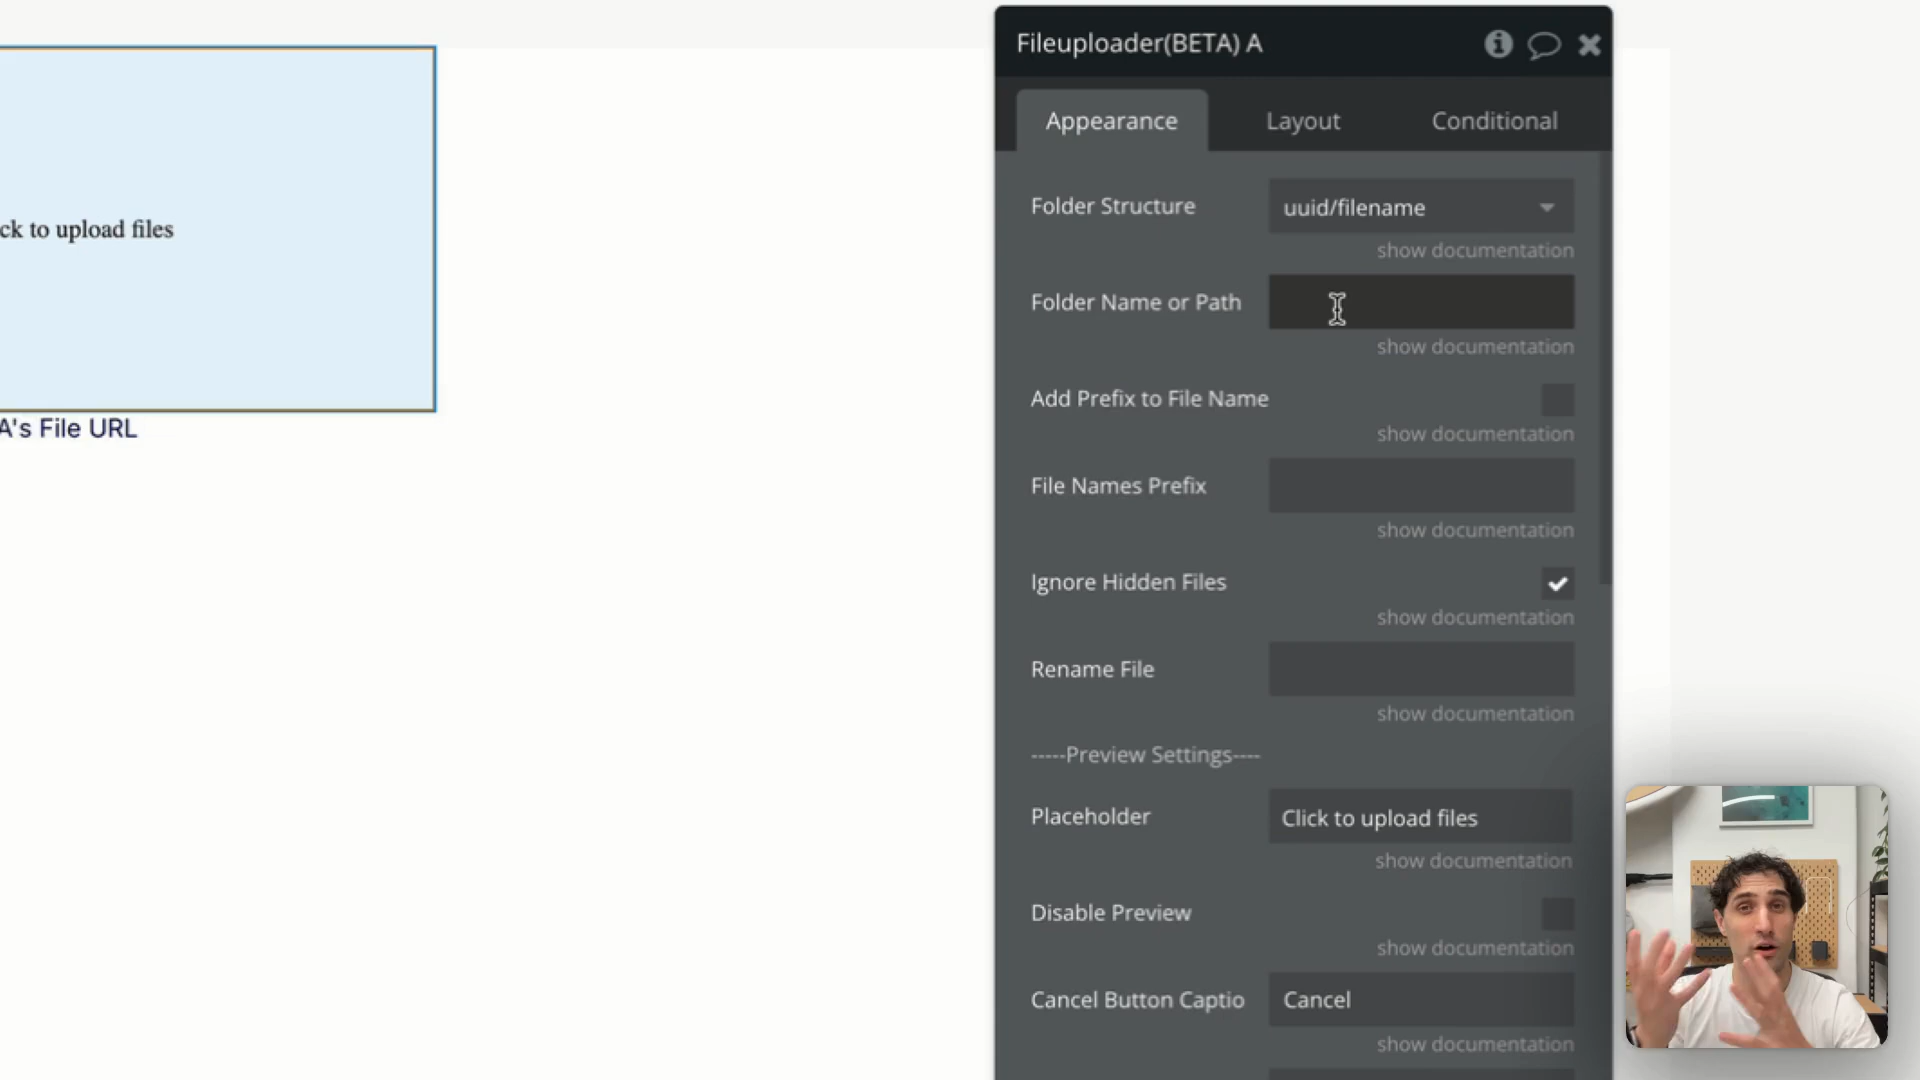 Fileuploader(BETA) A
Appearance
Layout
Conditional
Folder Structure
uuid/filename
show documentation
ck to upload files
Folder Name or Path
show documentation
Add Prefix to File Name
A's File URL
show documentation
File Names Prefix
show documentation
Ignore Hidden Files
show documentation
Rename File
show documentation
-----Preview Settings----
Placeholder
Click to upload files
show documentation
Disable Preview
show documentation
Cancel Button Captio
Cancel
show documentation